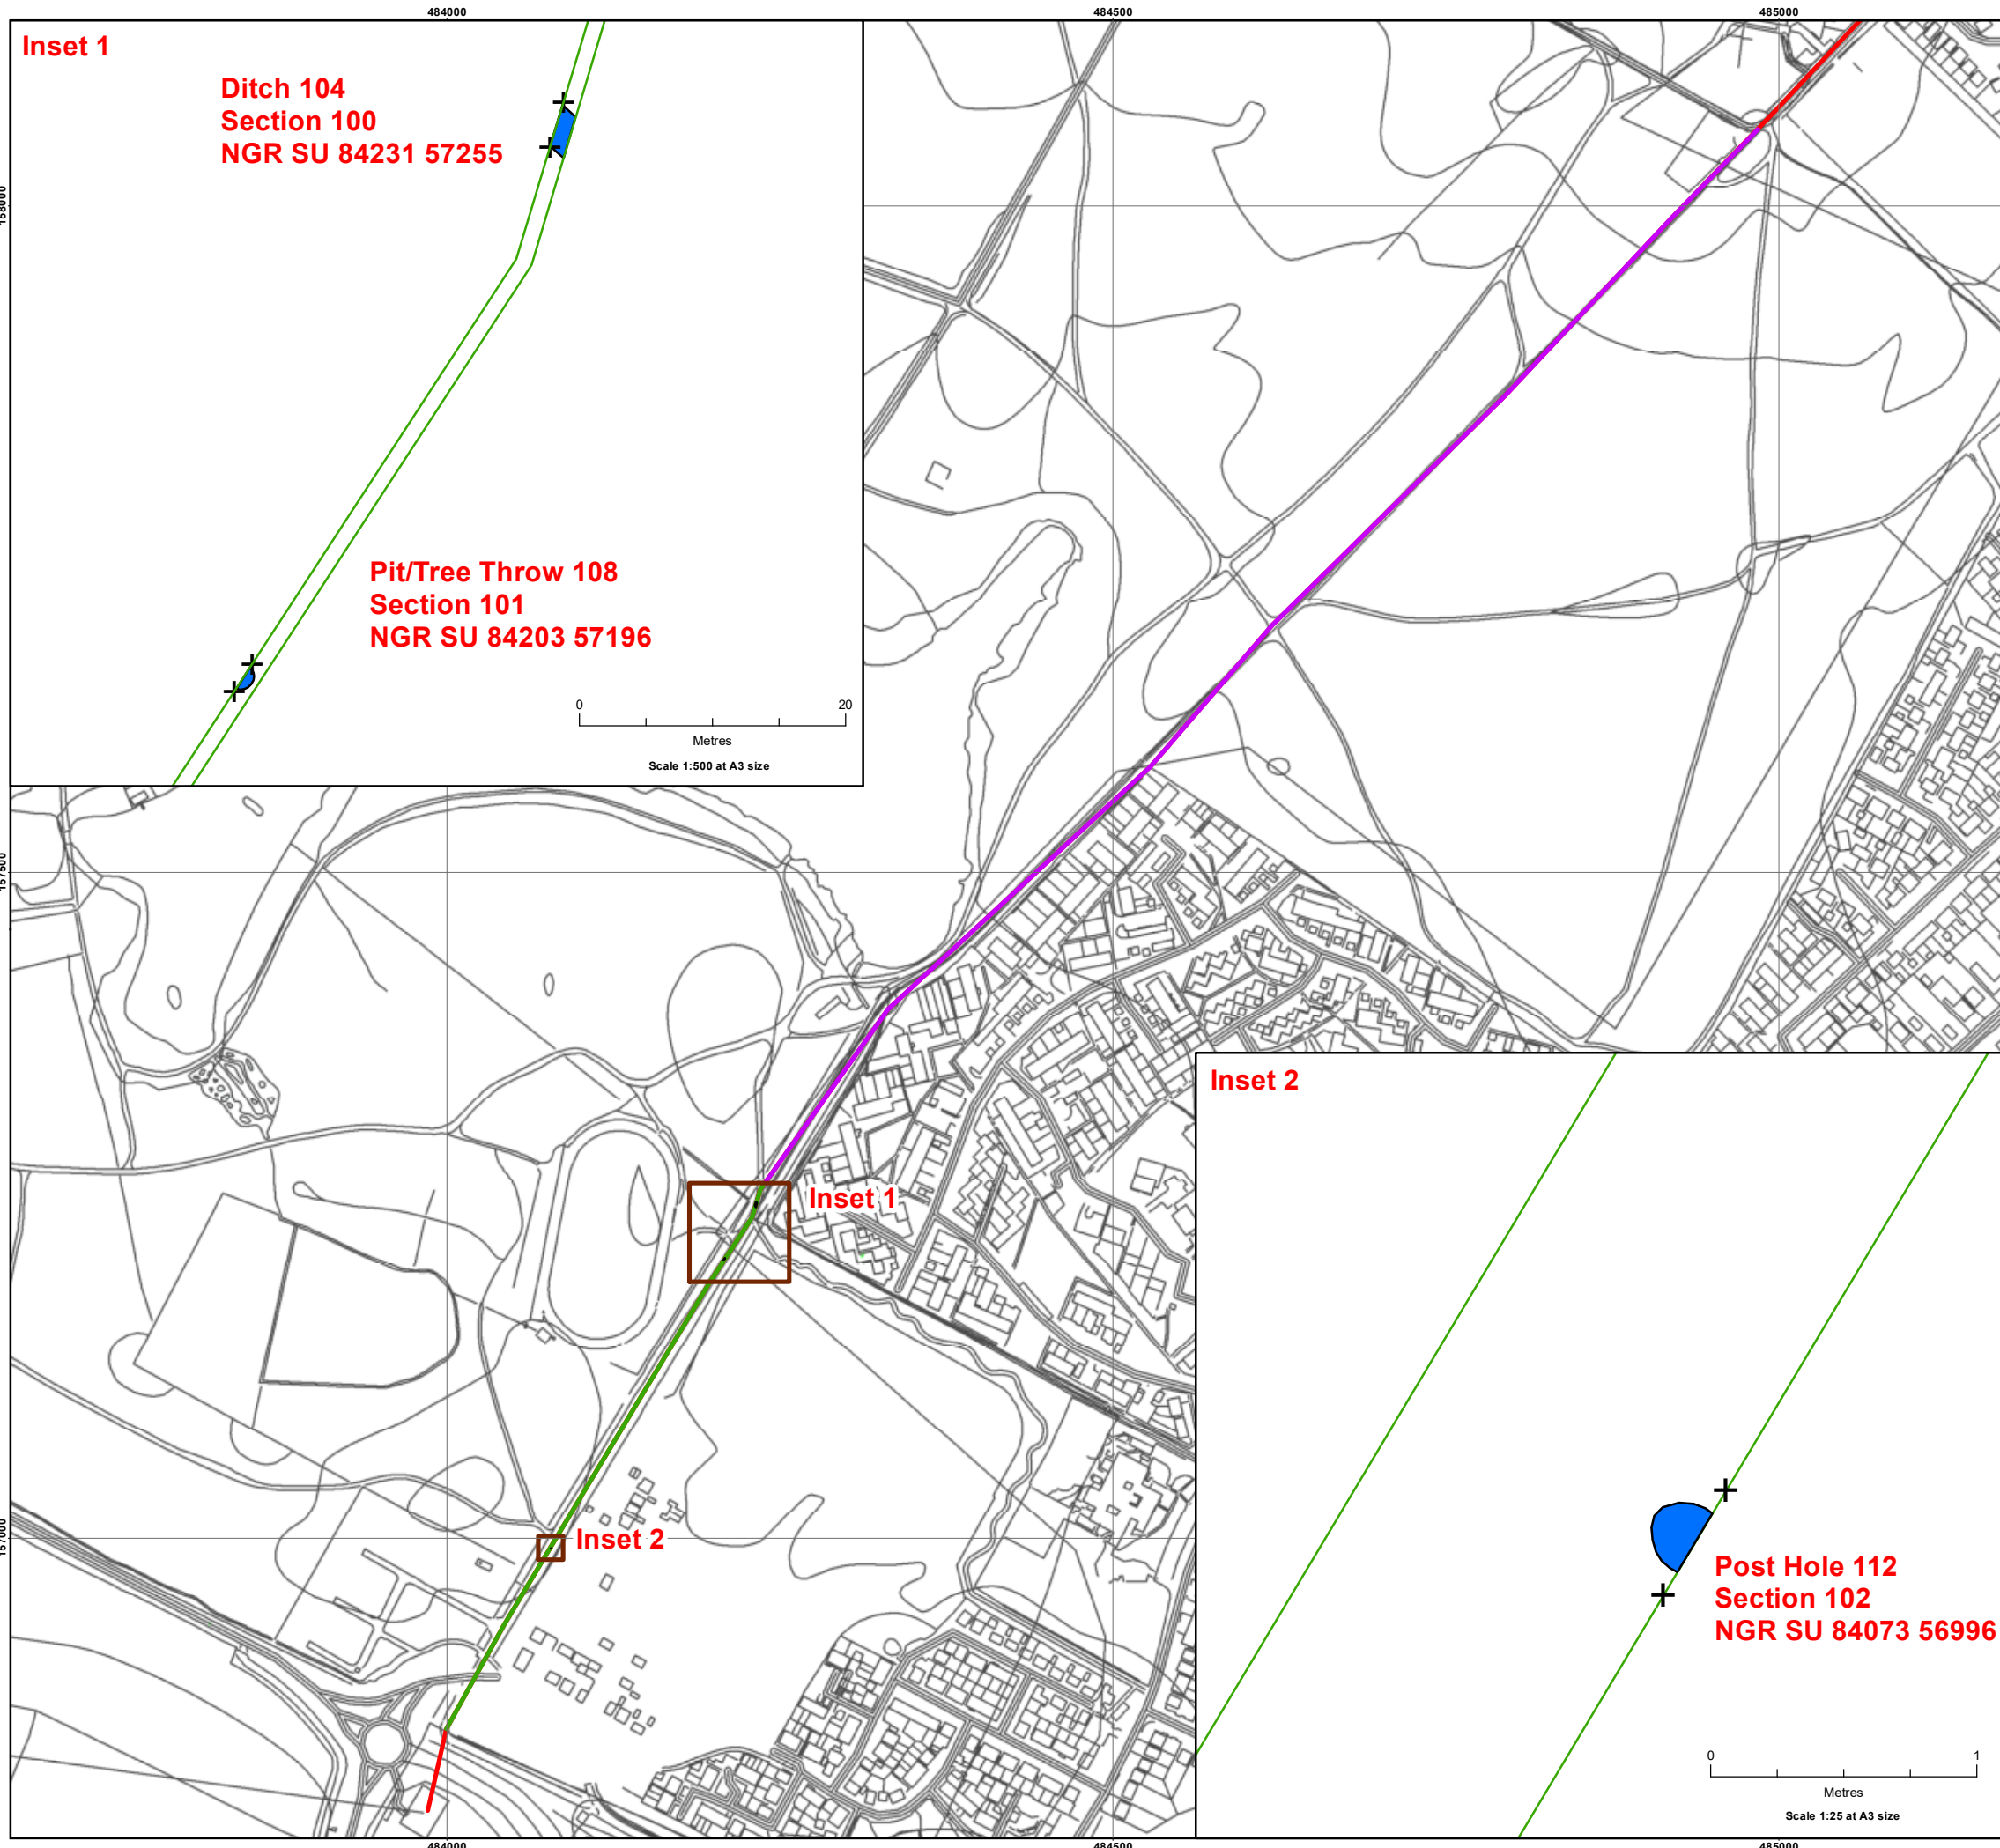 484000
484500
485000
Inset 1
Ditch 104
Section 100
NGR SU 84231 57255
158000
Pit/Tree Throw 108
Section 101
NGR SU 84203 57196
0
20
Metres
Scale 1:500 at A3 size
157500
Inset 2
Inset 1
157000
Inset 2
Post Hole 112
Section 102
NGR SU 84073 56996
0
1
Metres
Scale 1:25 at A3 size
484000
484500
485000